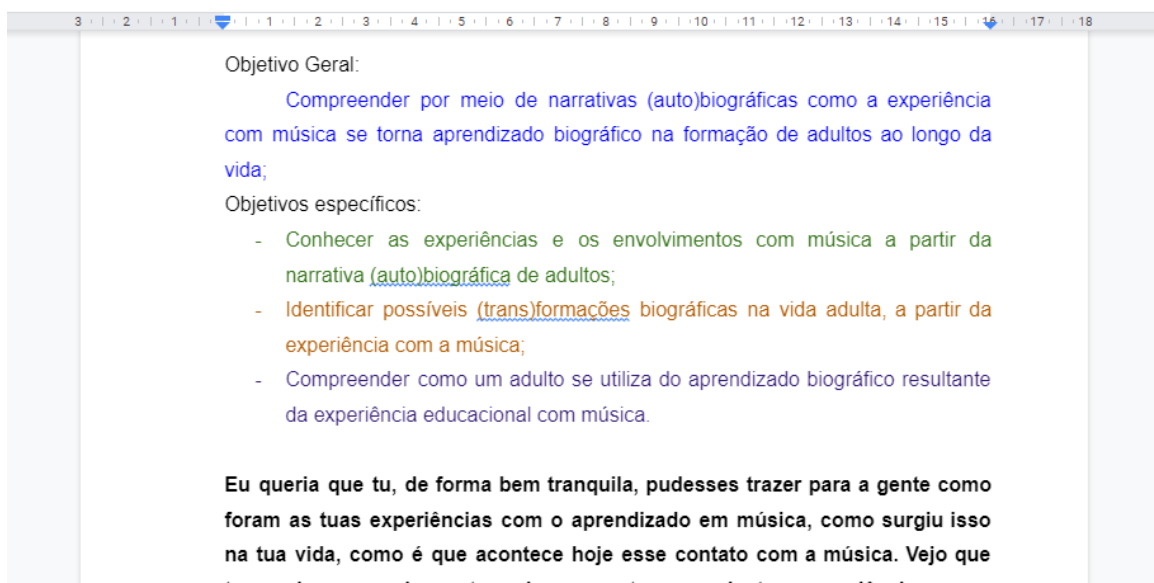 3 2 1 1 2 3 4 5 6 7 8 9 10 11 12 13 14 15 16 17 18
Objetivo Geral:
Compreender por meio de narrativas (auto)biográficas como a experiência
com música se torna aprendizado biográfico na formação de adultos ao longo da
vida;
Objetivos específicos:
- Conhecer as experiências e os envolvimentos com música a partir da
narrativa (auto)biográfica de adultos;
- Identificar possíveis (trans)formações biográficas na vida adulta, a partir da
experiência com a música;
- Compreender como um adulto se utiliza do aprendizado biográfico resultante
da experiência educacional com música.
Eu queria que tu, de forma bem tranquila, pudesses trazer para a gente como
foram as tuas experiências com o aprendizado em música, como surgiu isso
na tua vida, como é que acontece hoje esse contato com a música. Vejo que